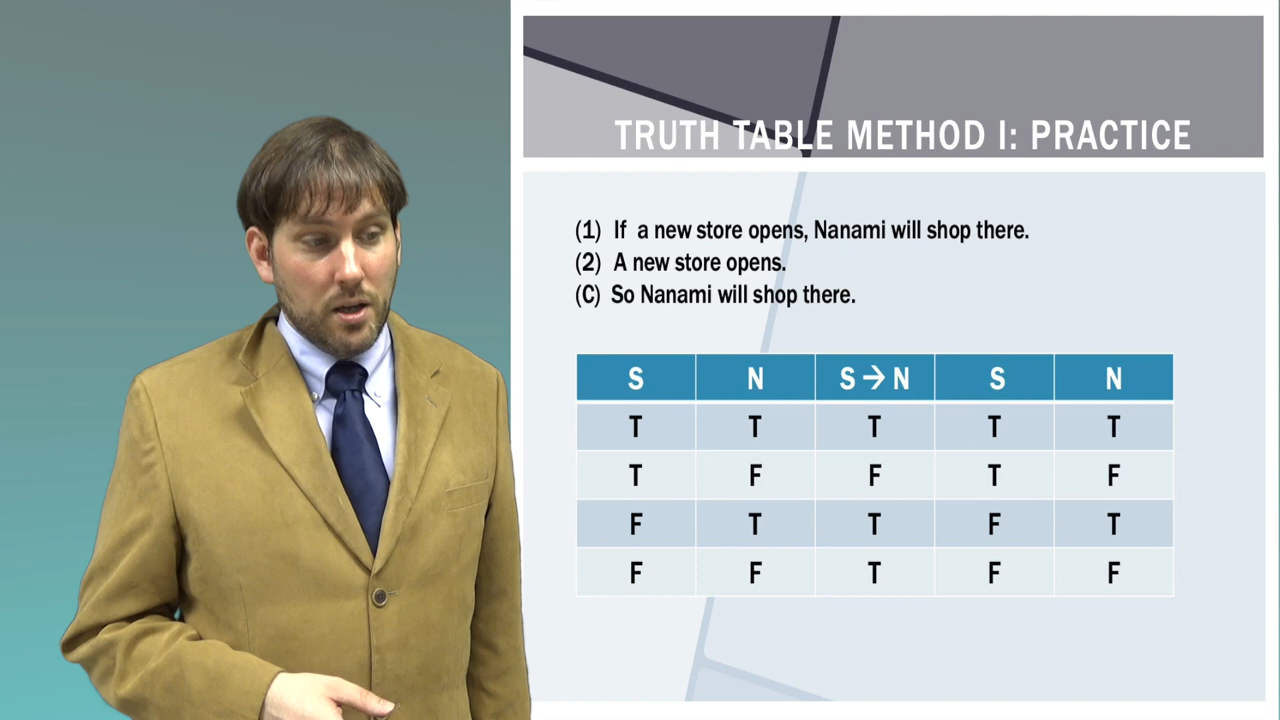 TRUTH TABLE METHOD I: PRACTICE
(1) If a new store opens, Nanami will shop there.
(2) A new store opens.
(C) So Nanami will shop there.
S N S → N S N
T T T T T
T F F T F
F T T F T
F F T F F